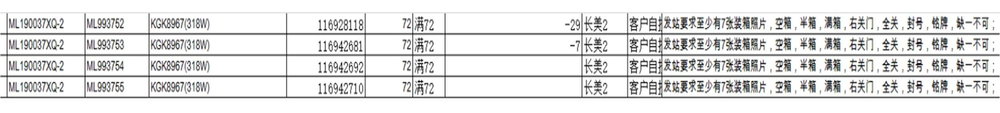 ML190037XQ-2 ML993752 KGK8967(318W) 116928118 72 满72 -29 长美2 客户自 发站要求至少有7张装箱照片，空箱，半箱，满箱，右关门，全关，封号，铭牌，缺一不可；
ML190037XQ-2 ML993753 KGK8967(318W) 116942681 72 满72 -7 长美2 客户自 发站要求至少有7张装箱照片，空箱，半箱，满箱，右关门，全关，封号，铭牌，缺一不可；
ML190037XQ-2 ML993754 KGK8967(318W) 116942692 72 满72 长美2 客户自 发站要求至少有7张装箱照片，空箱，半箱，满箱，右关门，全关，封号，铭牌，缺一不可；
ML190037XQ-2 ML993755 KGK8967(318W) 116942710 72 满72 长美2 客户自 发站要求至少有7张装箱照片，空箱，半箱，满箱，右关门，全关，封号，铭牌，缺一不可；